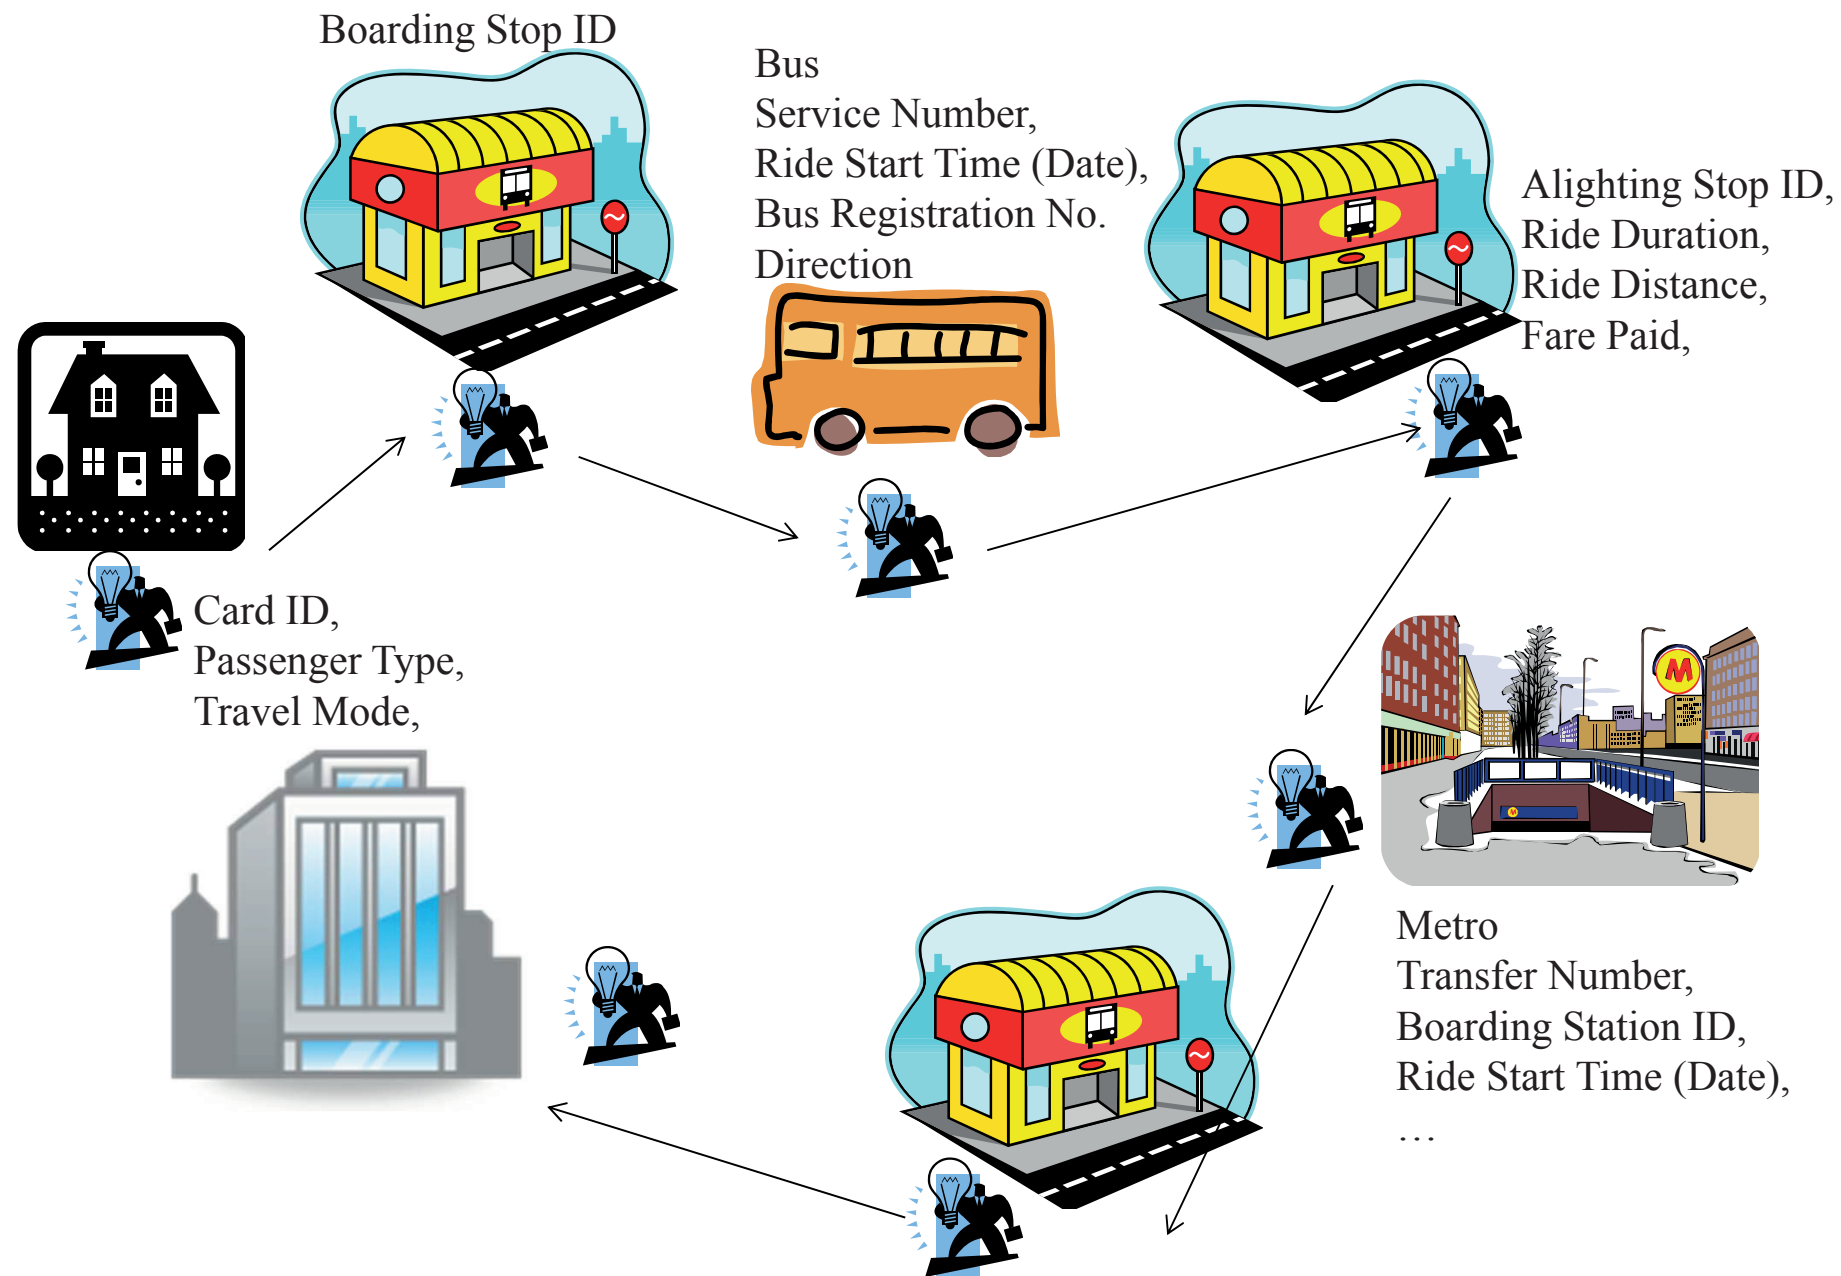 Boarding Stop ID
Bus
Service Number,
Ride Start Time (Date),
Bus Registration No.
Direction
Alighting Stop ID,
Ride Duration,
Ride Distance,
Fare Paid,
Card ID,
Passenger Type,
Travel Mode,
M
M
Metro
Transfer Number,
Boarding Station ID,
Ride Start Time (Date),
…